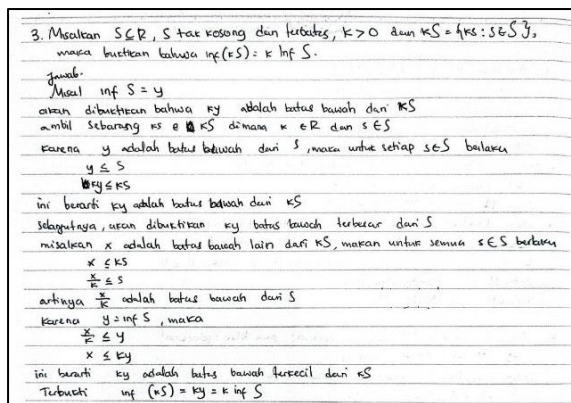 3. Misalkan S⊆R, S tak kosong dan terbatas, K>0 dan KS = {KS : S∈S},
maka buktikan bahwa inf(KS) = K Inf S.
Jawab.
Misal inf S = y
akan dibuktikan bahwa Ky adalah batas bawah dari KS
ambil sebarang KS ∈ KS dimana K ∈ R dan S ∈ S
Karena y adalah batas bawah dari S, maka untuk setiap S∈S berlaku
y ≤ S
Ky ≤ KS
ini berarti Ky adalah batas bawah dari KS
Selanjutnya, akan dibuktikan Ky batas bawah terbesar dari S
misalkan x adalah batas bawah lain dari KS, makan untuk semua S∈S berlaku
x ≤ KS
x/K ≤ S
artinya x/K adalah batas bawah dari S
Karena y = inf S, maka
x/K ≤ y
x ≤ Ky
ini berarti Ky adalah batas bawah terkecil dari KS
Terbukti inf (KS) = Ky = K inf S